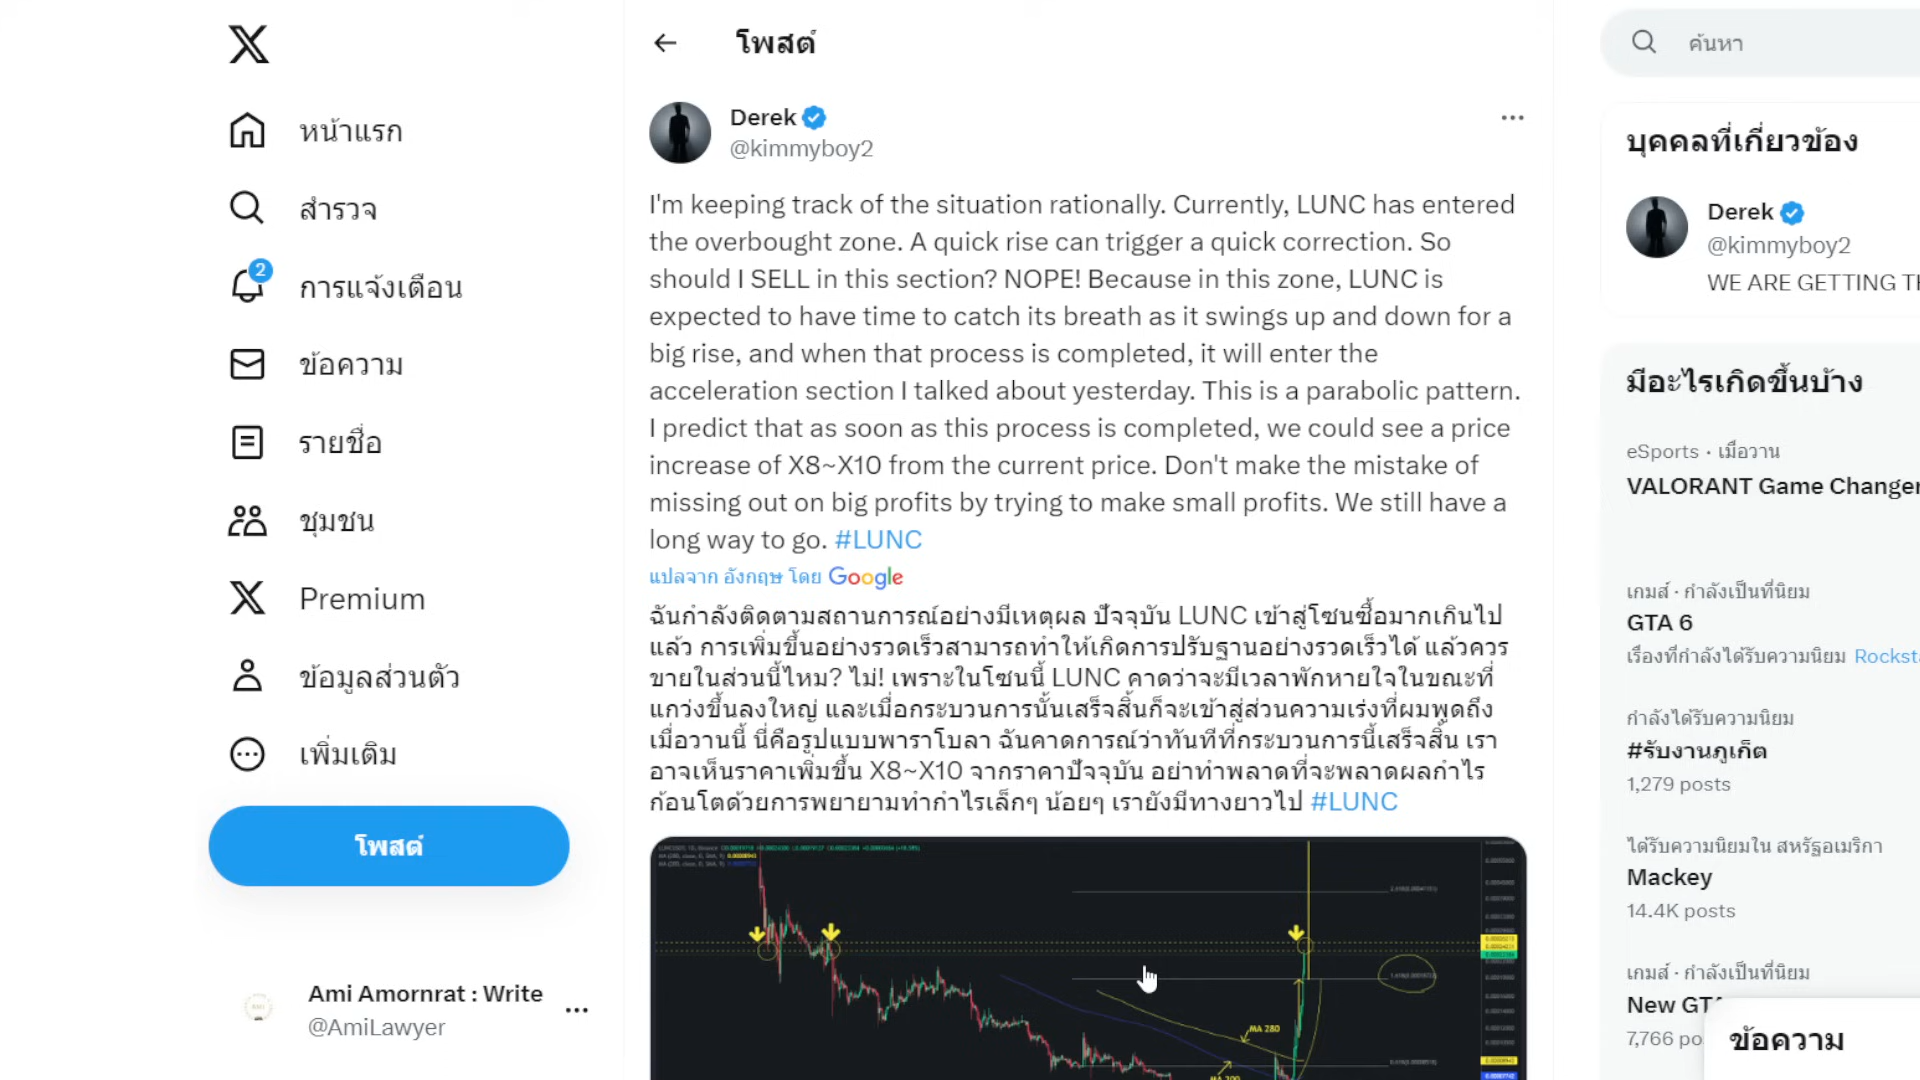 โพสต์
ค้นหา
Derek
@kimmyboy2
หน้าแรก
สำรวจ
2
การแจ้งเตือน
ข้อความ
รายชื่อ
ชุมชน
Premium
ข้อมูลส่วนตัว
เพิ่มเติม
โพสต์
Ami Amornrat : Write
@AmiLawyer
I'm keeping track of the situation rationally. Currently, LUNC has entered
the overbought zone. A quick rise can trigger a quick correction. So
should I SELL in this section? NOPE! Because in this zone, LUNC is
expected to have time to catch its breath as it swings up and down for a
big rise, and when that process is completed, it will enter the
acceleration section I talked about yesterday. This is a parabolic pattern.
I predict that as soon as this process is completed, we could see a price
increase of X8~X10 from the current price. Don't make the mistake of
missing out on big profits by trying to make small profits. We still have a
long way to go. #LUNC
แปลจาก อังกฤษ โดย Google
ฉันกำลังติดตามสถานการณ์อย่างมีเหตุผล ปัจจุบัน LUNC เข้าสู่โซนซื้อมากเกินไป
แล้ว การเพิ่มขึ้นอย่างรวดเร็วสามารถทำให้เกิดการปรับฐานอย่างรวดเร็วได้ แล้วควร
ขายในส่วนนี้ไหม? ไม่! เพราะในโซนนี้ LUNC คาดว่าจะมีเวลาพักหายใจในขณะที่
แกว่งขึ้นลงใหญ่ และเมื่อกระบวนการนั้นเสร็จสิ้นก็จะเข้าสู่ส่วนความเร่งที่ผมพูดถึง
เมื่อวานนี้ นี่คือรูปแบบพาราโบลา ฉันคาดการณ์ว่าทันทีที่กระบวนการนี้เสร็จสิ้น เรา
อาจเห็นราคาเพิ่มขึ้น X8~X10 จากราคาปัจจุบัน อย่าทำพลาดที่จะพลาดผลกำไร
ก้อนโตด้วยการพยายามทำกำไรเล็กๆ น้อยๆ เรายังมีทางยาวไป #LUNC
MA 280
MA 200
บุคคลที่เกี่ยวข้อง
Derek
@kimmyboy2
WE ARE GETTING
มีอะไรเกิดขึ้นบ้าง
eSports · เมื่อวาน
VALORANT Game Changer
เกมส์ · กำลังเป็นที่นิยม
GTA 6
เรื่องที่กำลังได้รับความนิยม Rocksta
กำลังได้รับความนิยม
#รับงานภูเก็ต
1,279 posts
ได้รับความนิยมใน สหรัฐอเมริกา
Mackey
14.4K posts
เกมส์ · กำลังเป็นที่นิยม
New GT
7,766 po
ข้อความ